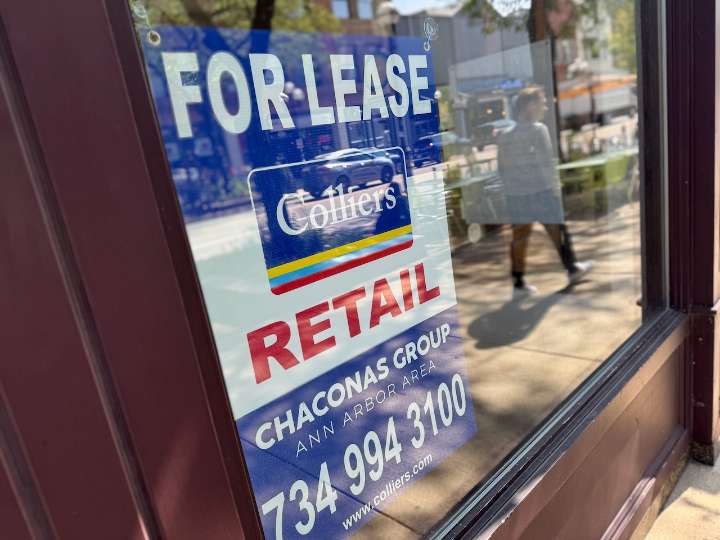 FOR LEASE
Colliers
RETAIL
CHACONAS GROUP
ANN ARBOR AREA
734 994 3100
www.colliers.com